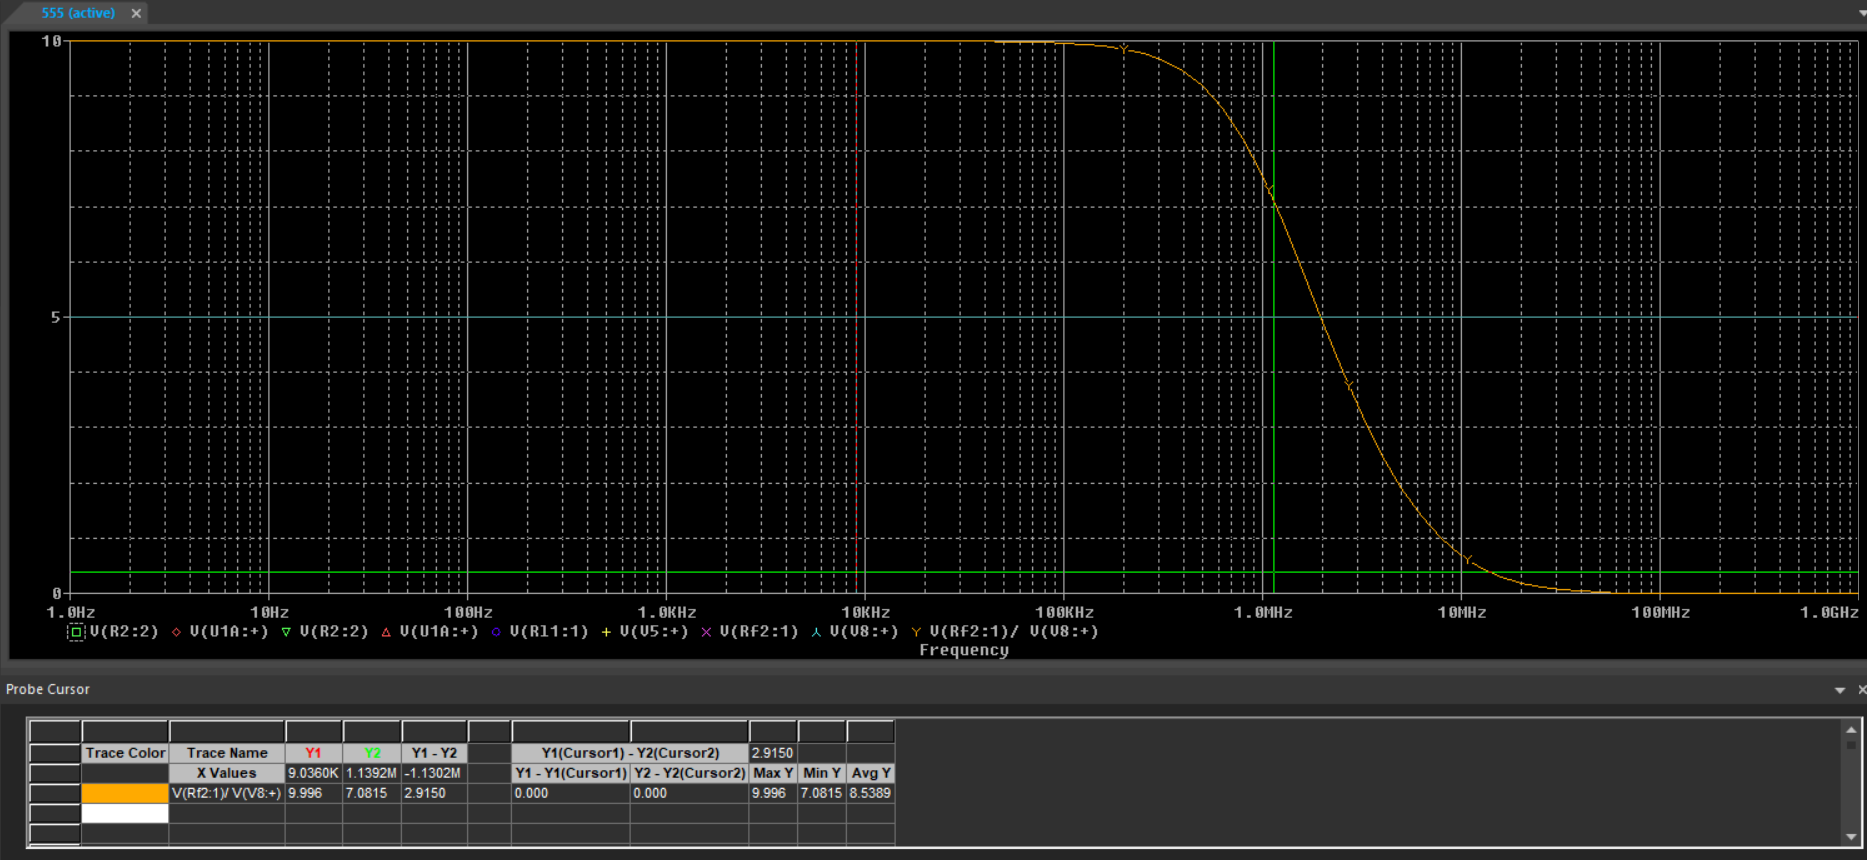 555 (active)
10
5
0
1.0Hz 10Hz 100Hz 1.0KHz 10KHz 100KHz 1.0MHz 10MHz 100MHz 1.0GHz
V(R2:2) V(U1A:+) V(R2:2) V(U1A:+) V(Rl1:1) V(V5:+) V(Rf2:1) V(V8:+) V(Rf2:1)/ V(V8:+)
Frequency
Probe Cursor
Trace Color Trace Name Y1 Y2 Y1 - Y2 Y1(Cursor1) - Y2(Cursor2) 2.9150
X Values 9.0360K 1.1392M -1.1302M Y1 - Y1(Cursor1) Y2 - Y2(Cursor2) Max Y Min Y Avg Y
V(Rf2:1)/ V(V8:+) 9.996 7.0815 2.9150 0.000 0.000 9.996 7.0815 8.5389